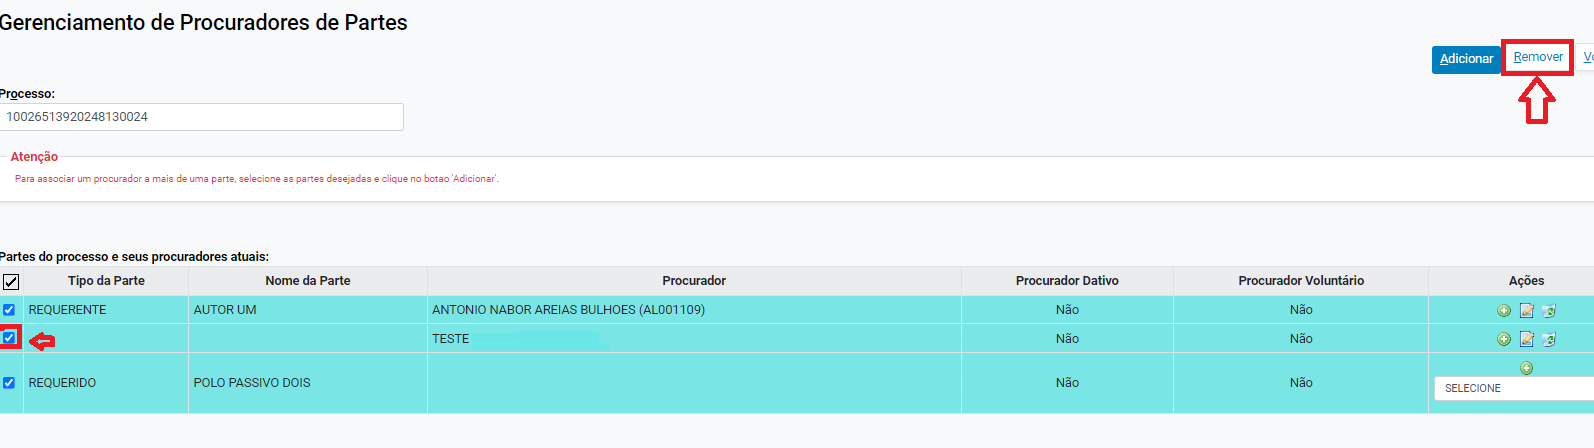 Gerenciamento de Procuradores de Partes
Adicionar Remover
Processo:
10026513920248130024
Atenção
Para associar um procurador a mais de uma parte, selecione as partes desejadas e clique no botao 'Adicionar'.
Partes do processo e seus procuradores atuais:
Tipo da Parte Nome da Parte Procurador Procurador Dativo Procurador Voluntário Ações
REQUERENTE AUTOR UM ANTONIO NABOR AREIAS BULHOES (AL001109) Não Não
TESTE Não Não
REQUERIDO POLO PASSIVO DOIS Não Não
SELECIONE